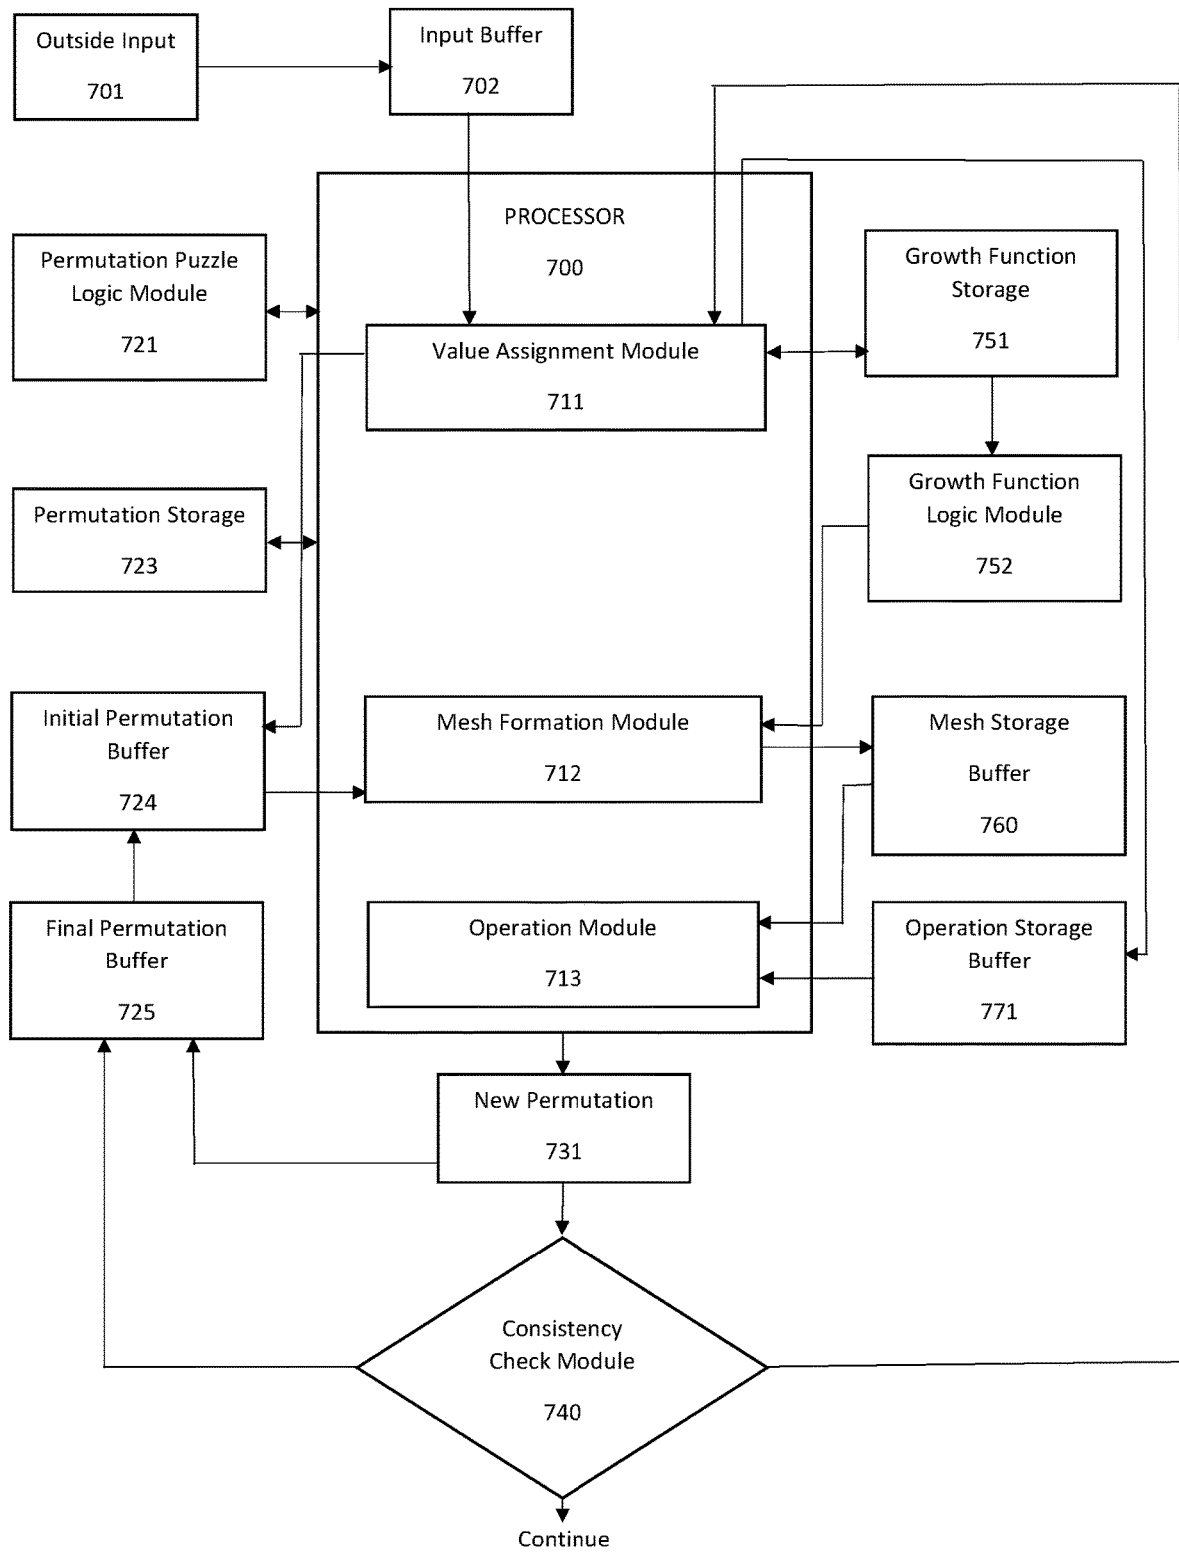 Outside Input
701
Input Buffer
702
PROCESSOR
700
Permutation Puzzle
Logic Module
721
Value Assignment Module
711
Growth Function
Storage
751
Permutation Storage
723
Growth Function
Logic Module
752
Initial Permutation
Buffer
724
Mesh Formation Module
712
Mesh Storage
Buffer
760
Final Permutation
Buffer
725
Operation Module
713
Operation Storage
Buffer
771
New Permutation
731
Consistency
Check Module
740
Continue